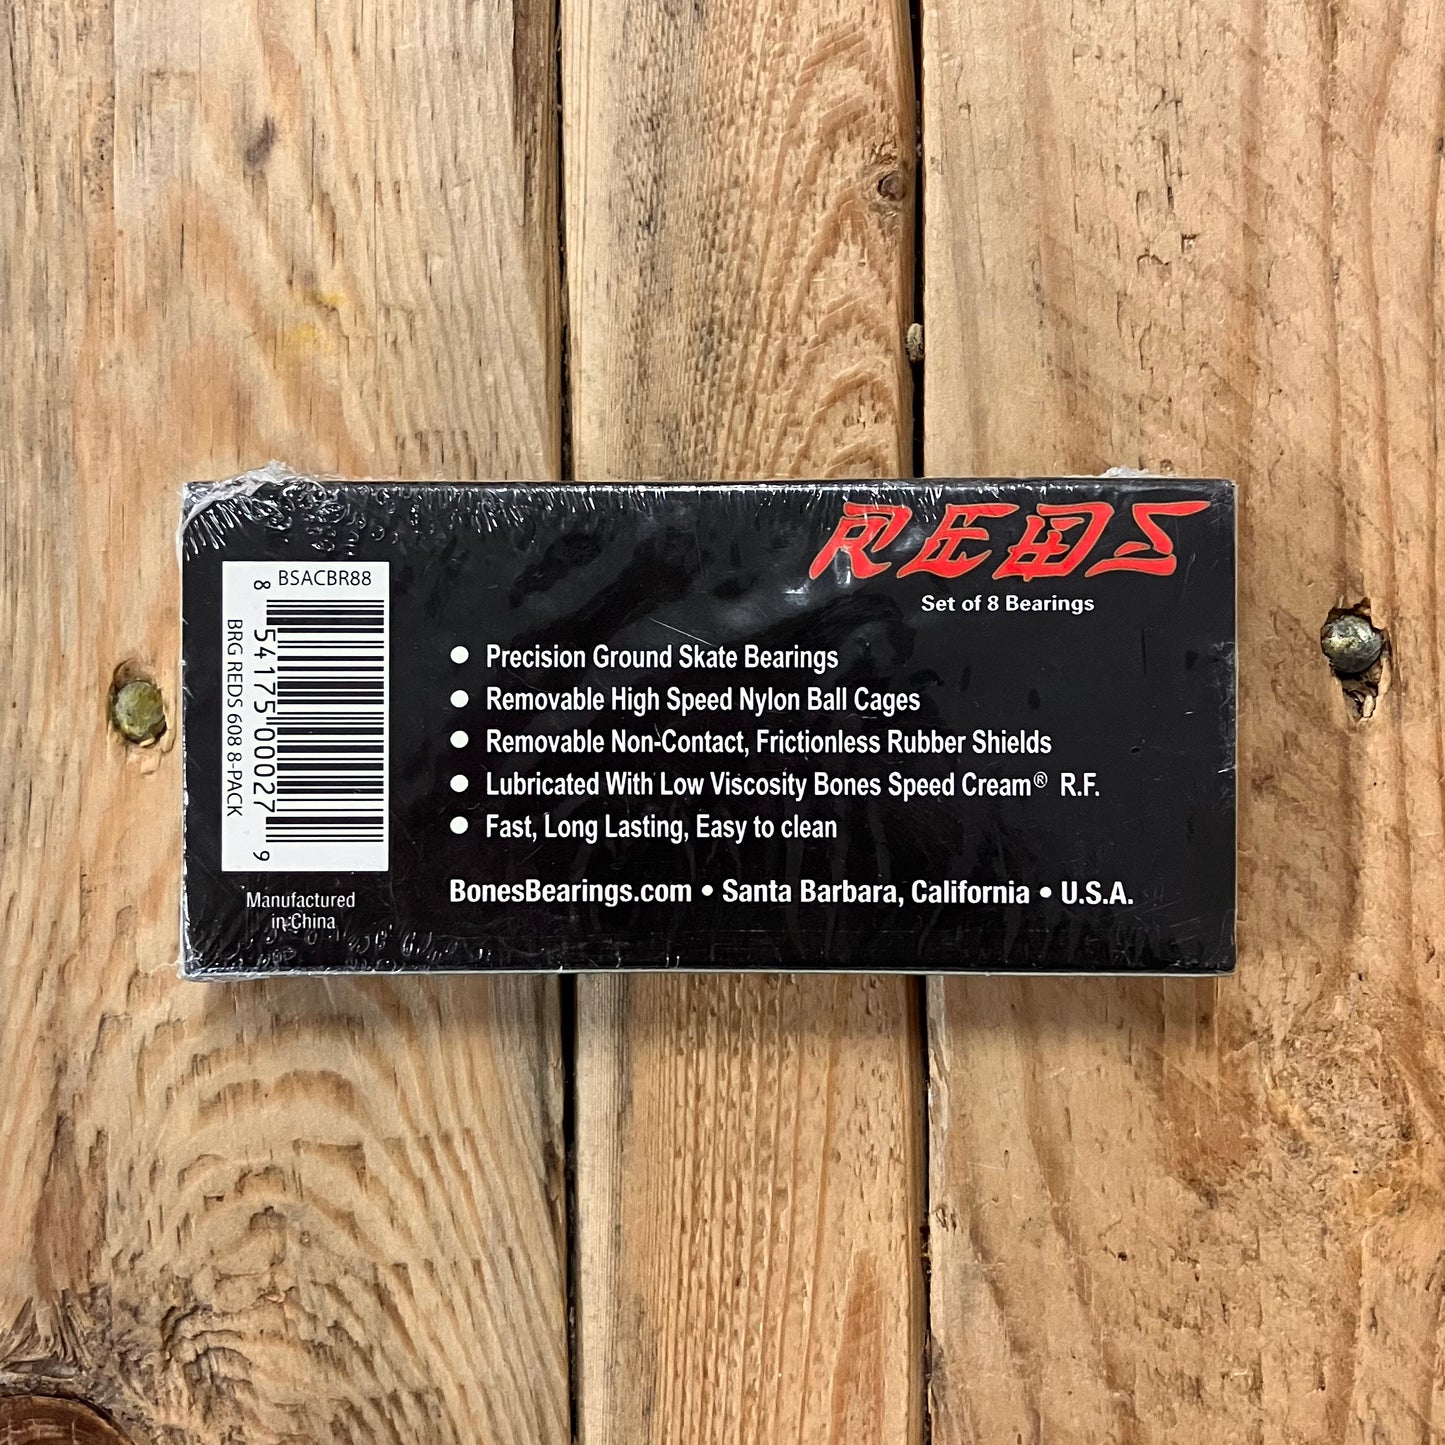 REDS
Set of 8 Bearings
BSACBR88
8 54175 00027 9
BRG REDS 608 8-PACK
Manufactured
in China
● Precision Ground Skate Bearings
● Removable High Speed Nylon Ball Cages
● Removable Non-Contact, Frictionless Rubber Shields
● Lubricated With Low Viscosity Bones Speed Cream® R.F.
● Fast, Long Lasting, Easy to clean
BonesBearings.com • Santa Barbara, California • U.S.A.